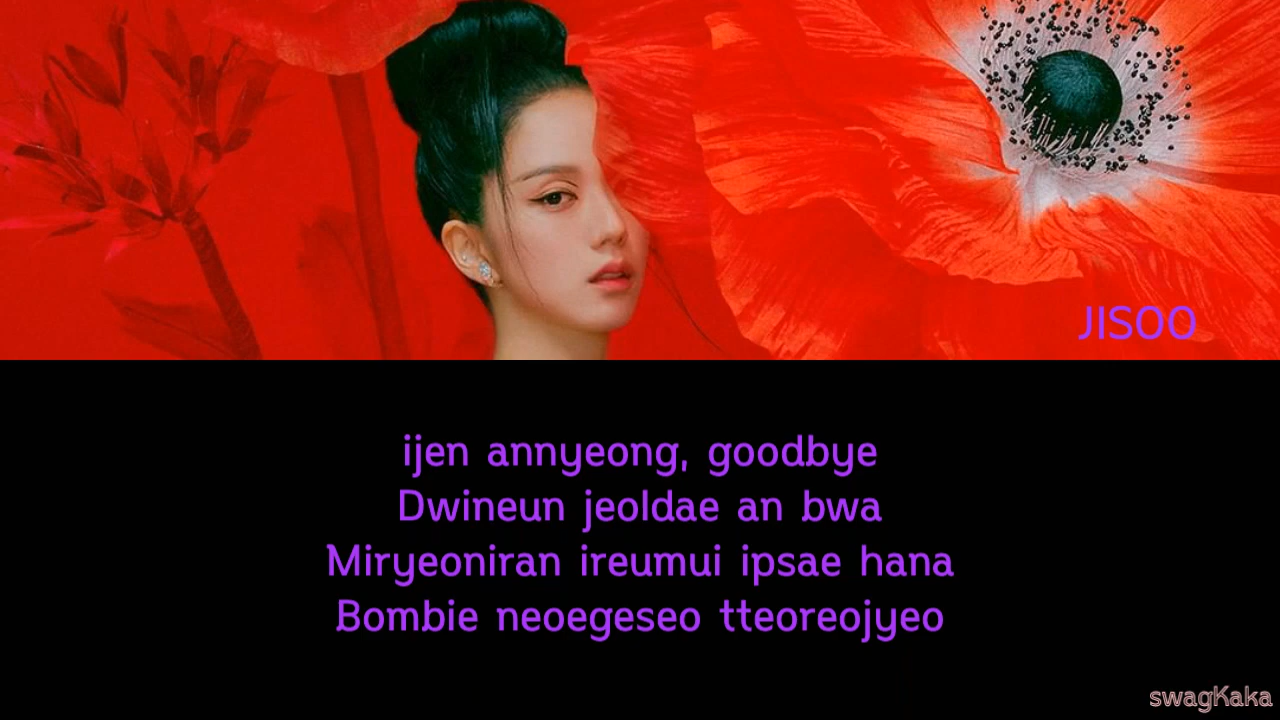 JISOO
ijen annyeong, goodbye
Dwineun jeoldae an bwa
Miryeoniran ireumui ipsae hana
Bombie neoegeseo tteoreojyeo
swagKaka